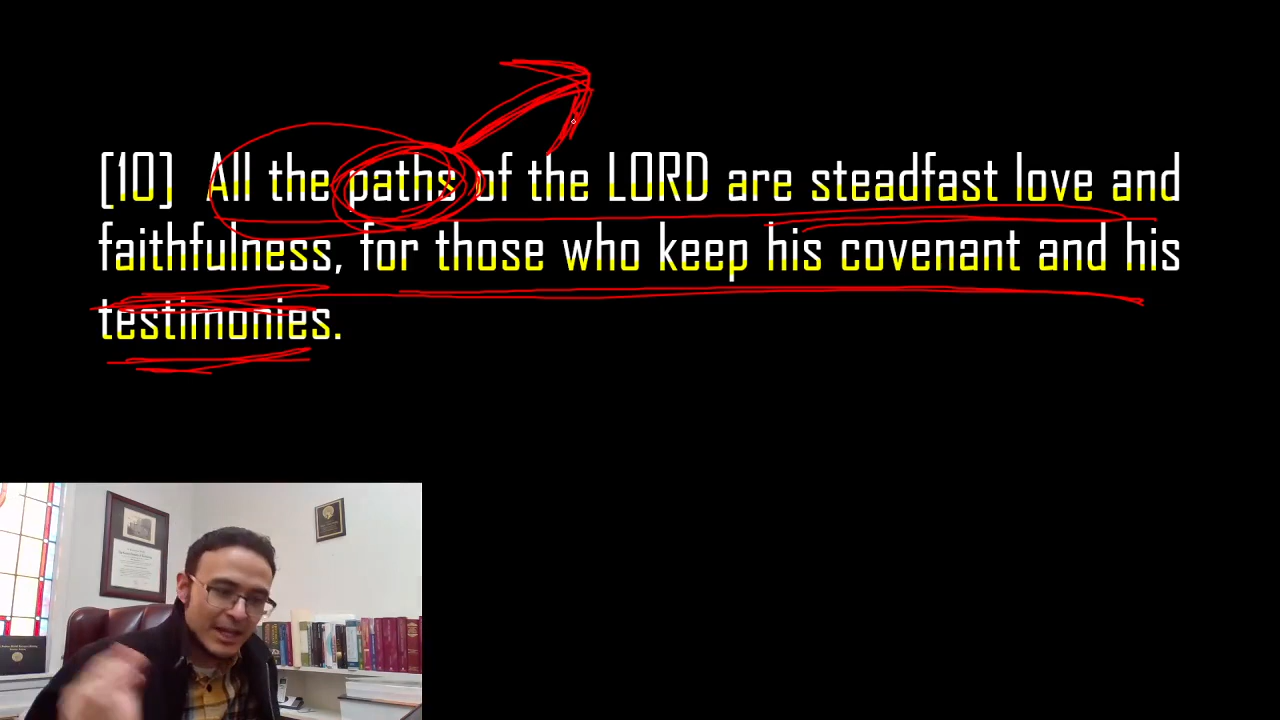 [10] All the paths of the LORD are steadfast love and
faithfulness, for those who keep his covenant and his
testimonies.